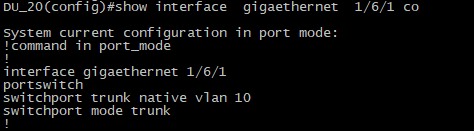 DU_20(config)#show interface  gigaethernet  1/6/1 co
System current configuration in port mode:
!command in port_mode
!
interface gigaethernet 1/6/1
portswitch
switchport trunk native vlan 10
switchport mode trunk
!